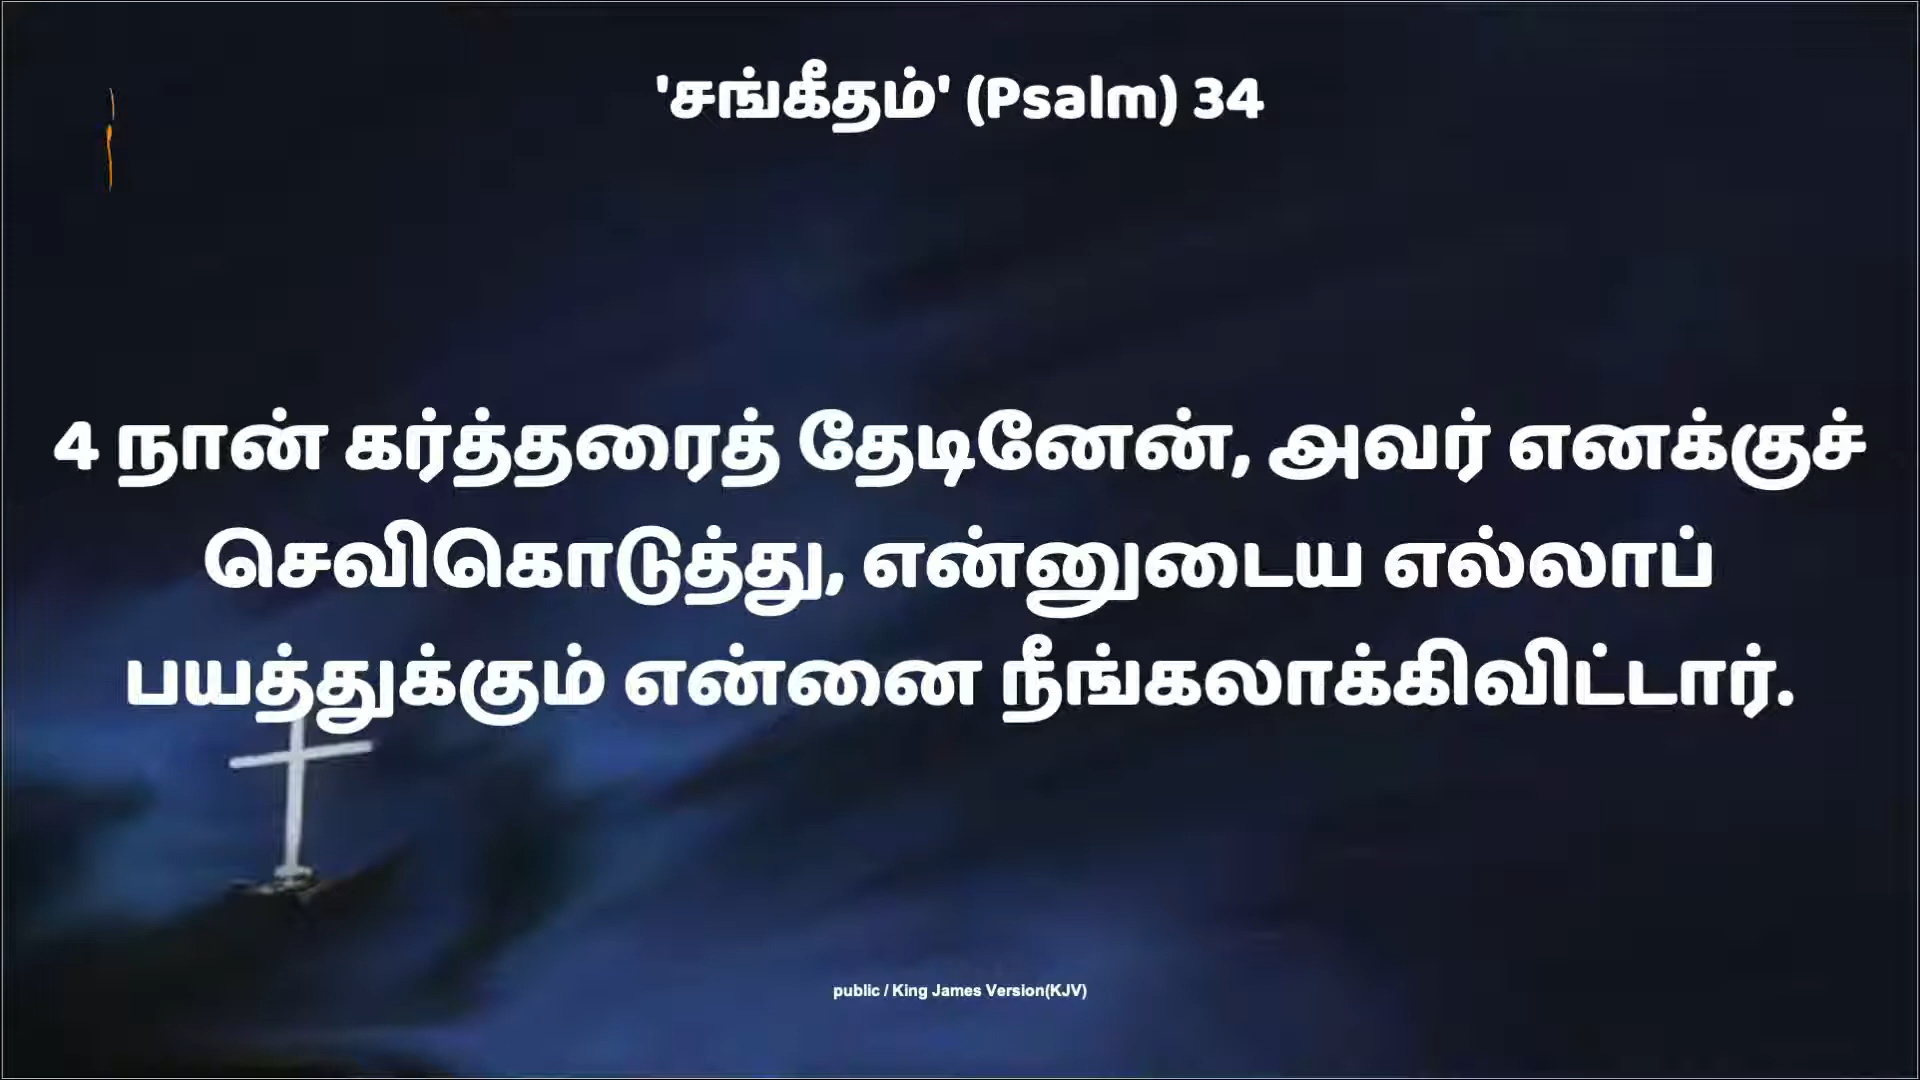 'சங்கீதம்' (Psalm) 34
4 நான் கர்த்தரைத் தேடினேன், அவர் எனக்குச்
செவிகொடுத்து, என்னுடைய எல்லாப்
பயத்துக்கும் என்னை நீங்கலாக்கிவிட்டார்.
public / King James Version(KJV)